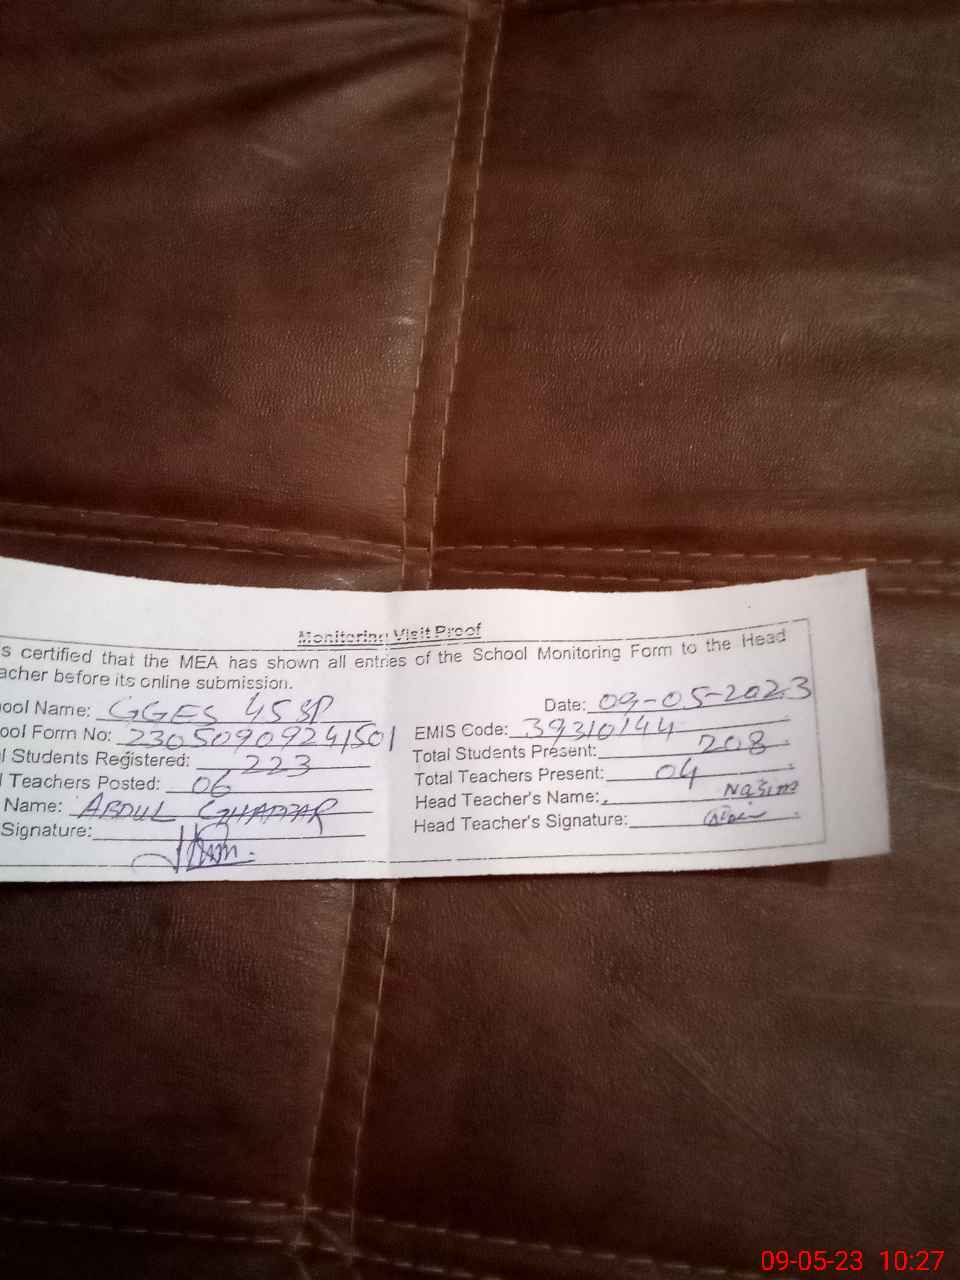 Monitoring Visit Proof
s certified that the MEA has shown all entries of the School Monitoring Form to the Head
acher before its online submission.
ool Name: GGES 45 SP Date: 09-05-2023
ool Form No: 23050909241501 EMIS Code: 39310144
l Students Registered: 223 Total Students Present: 208
l Teachers Posted: 06 Total Teachers Present: 04
Name: ABDUL GHAFFAR Head Teacher's Name: Nasim
Signature: Head Teacher's Signature:
09-05-23 10:27